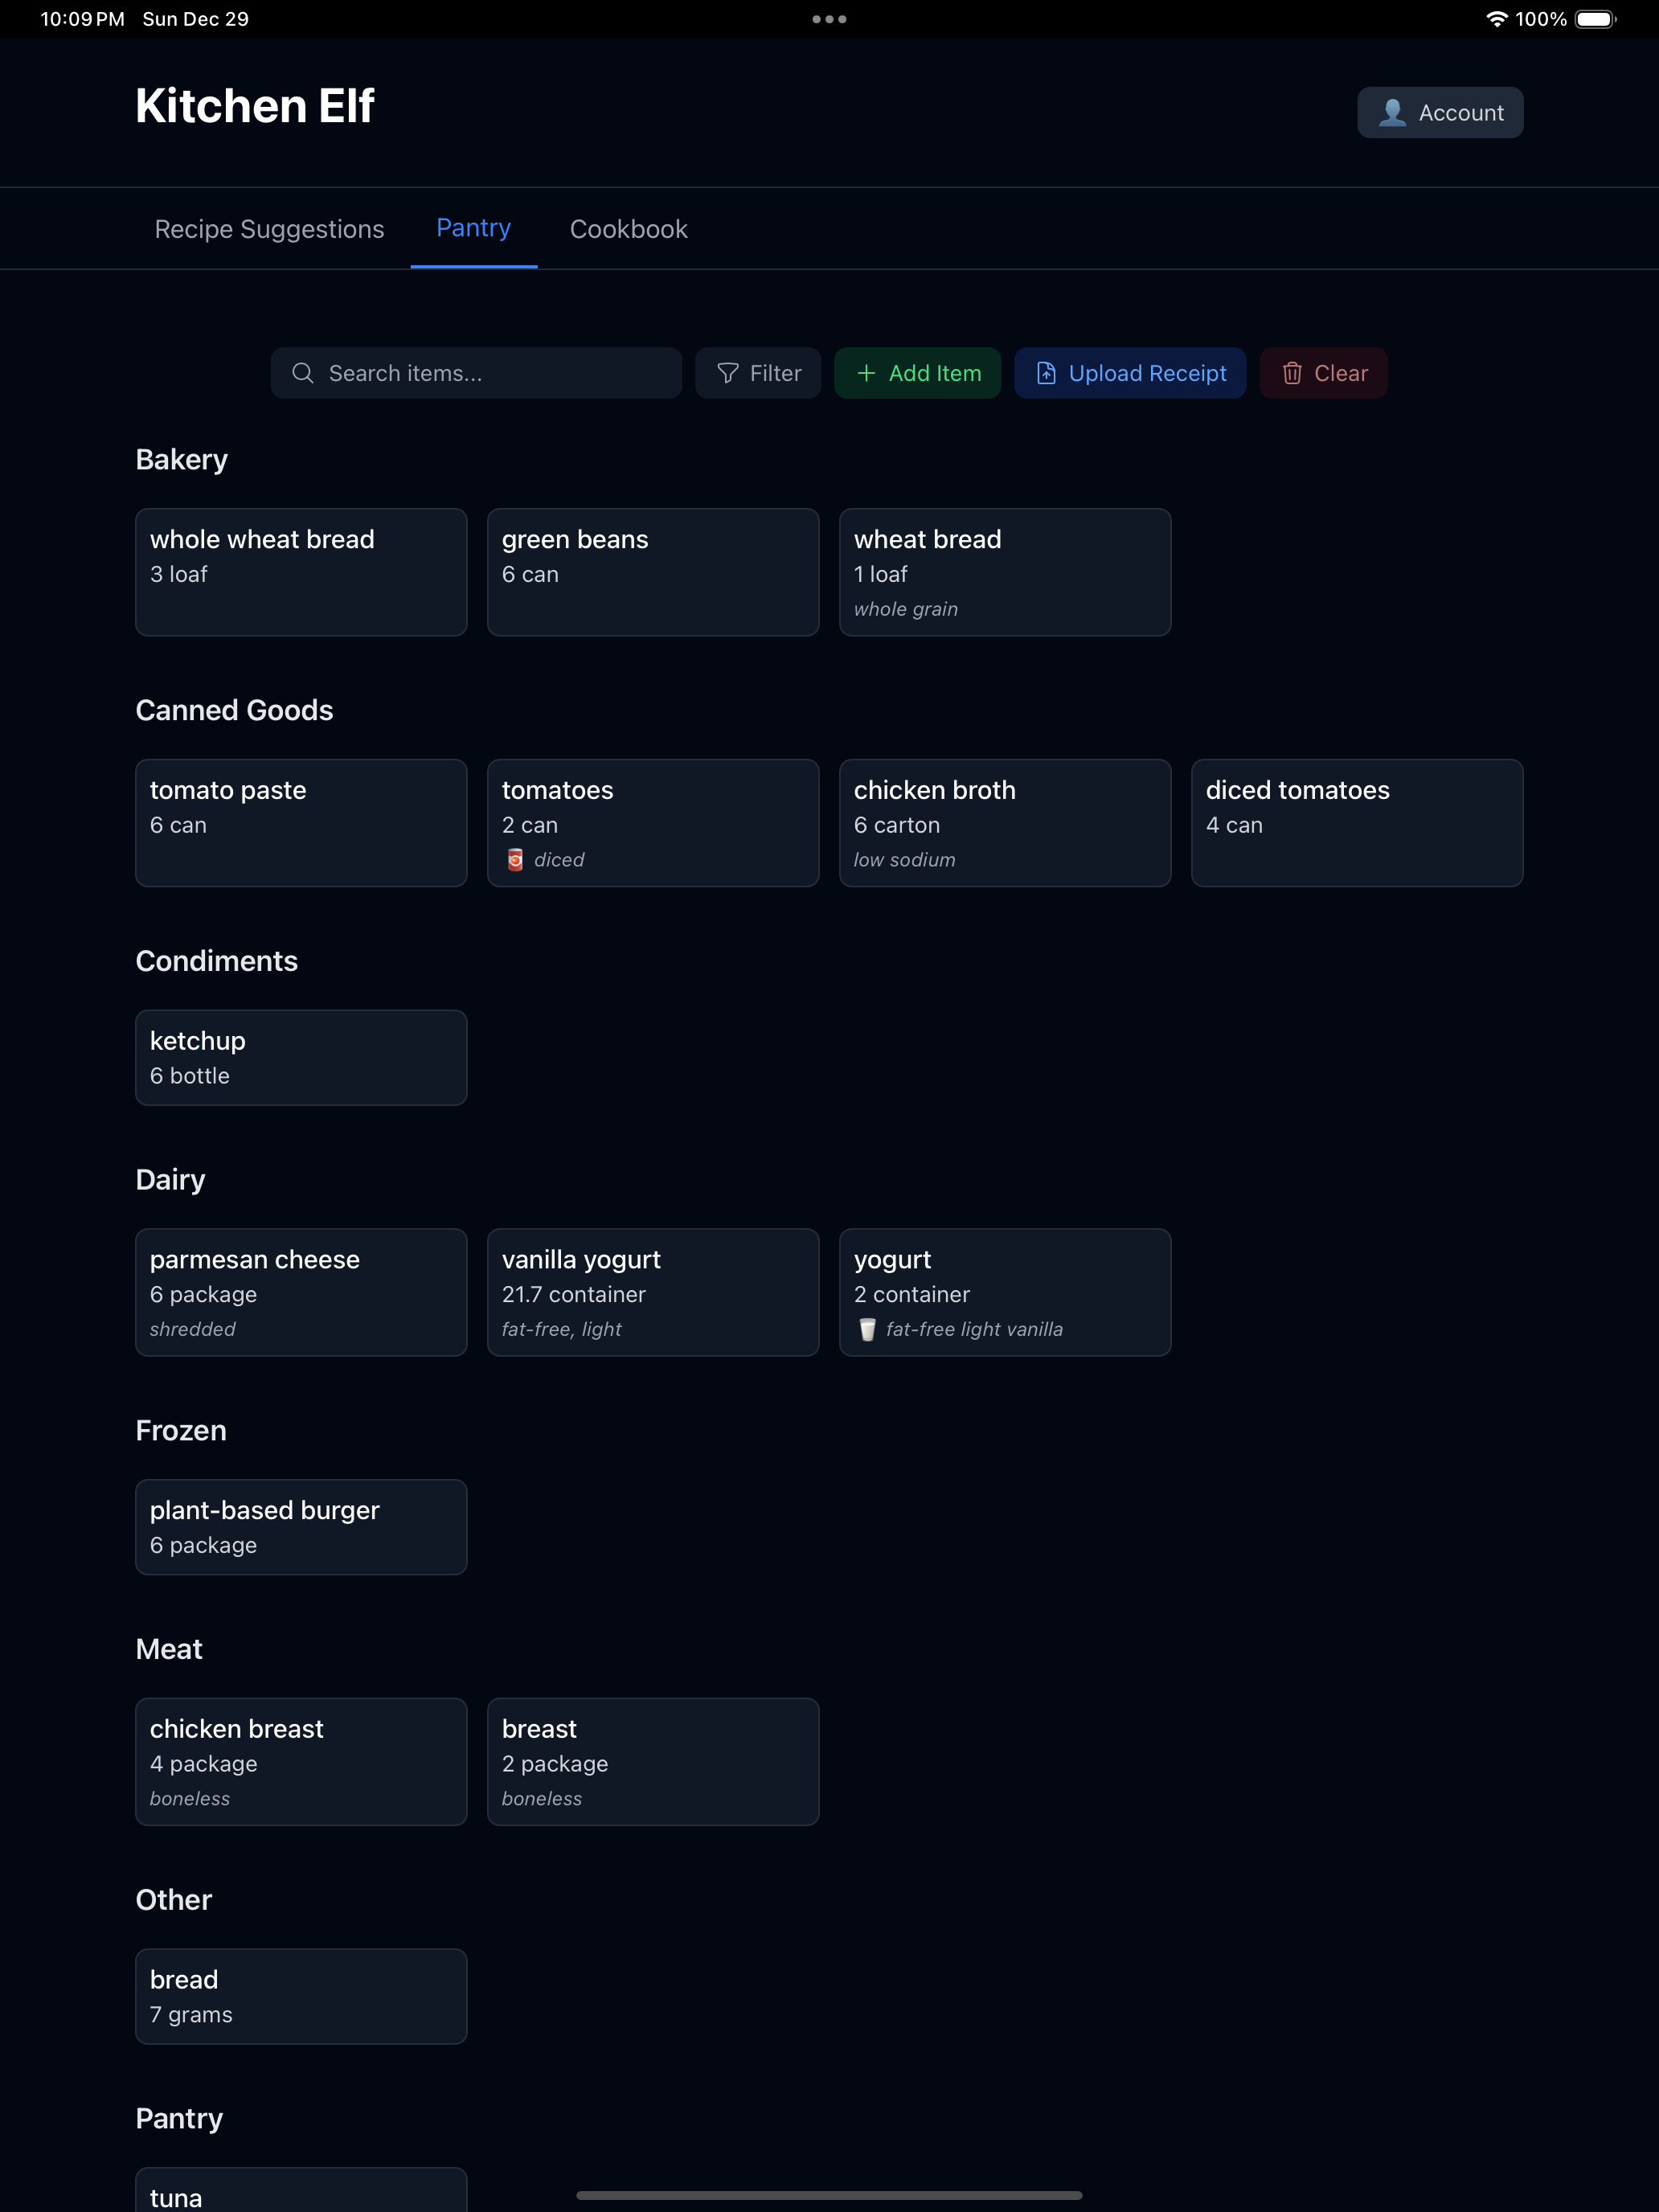 10:09 PM Sun Dec 29
100%
Kitchen Elf
Account
Recipe Suggestions
Pantry
Cookbook
Search items...
Filter
Add Item
Upload Receipt
Clear
Bakery
whole wheat bread
3 loaf
green beans
6 can
wheat bread
1 loaf
whole grain
Canned Goods
tomato paste
6 can
tomatoes
2 can
diced
chicken broth
6 carton
low sodium
diced tomatoes
4 can
Condiments
ketchup
6 bottle
Dairy
parmesan cheese
6 package
shredded
vanilla yogurt
21.7 container
fat-free, light
yogurt
2 container
fat-free light vanilla
Frozen
plant-based burger
6 package
Meat
chicken breast
4 package
boneless
breast
2 package
boneless
Other
bread
7 grams
Pantry
tuna